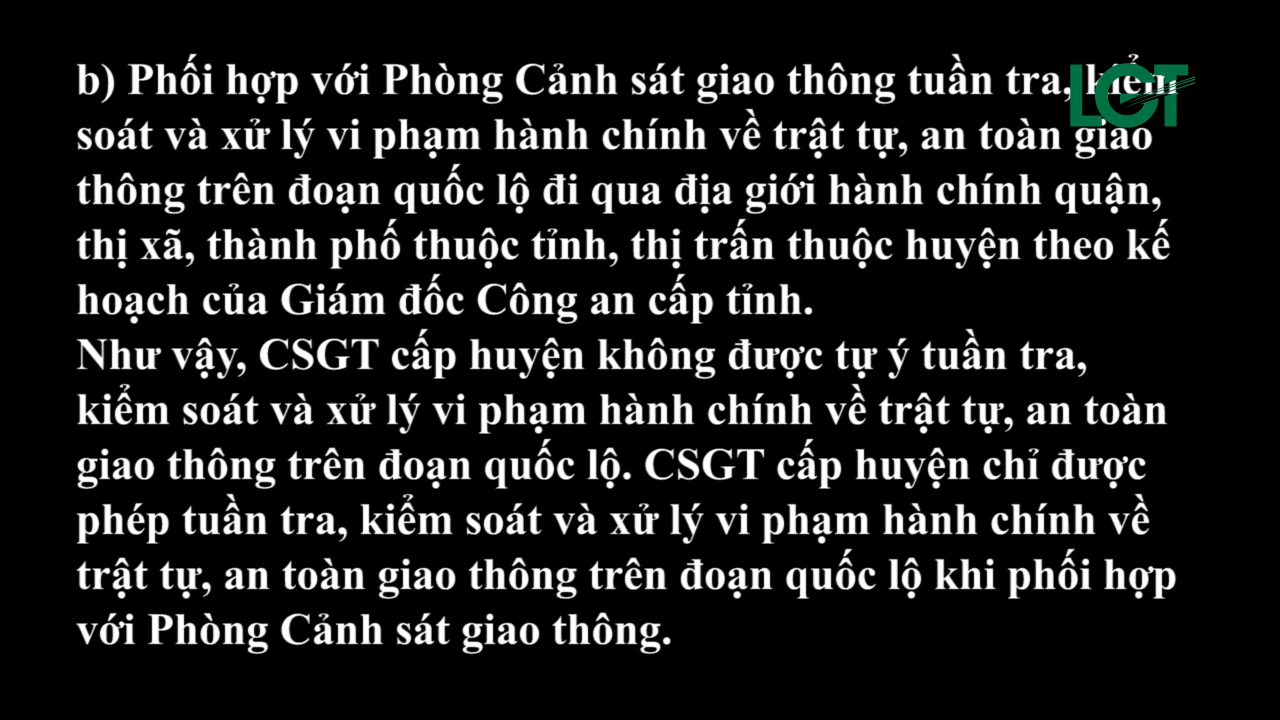 b) Phối hợp với Phòng Cảnh sát giao thông tuần tra, kiểm
soát và xử lý vi phạm hành chính về trật tự, an toàn giao
thông trên đoạn quốc lộ đi qua địa giới hành chính quận,
thị xã, thành phố thuộc tỉnh, thị trấn thuộc huyện theo kế
hoạch của Giám đốc Công an cấp tỉnh.
Như vậy, CSGT cấp huyện không được tự ý tuần tra,
kiểm soát và xử lý vi phạm hành chính về trật tự, an toàn
giao thông trên đoạn quốc lộ. CSGT cấp huyện chỉ được
phép tuần tra, kiểm soát và xử lý vi phạm hành chính về
trật tự, an toàn giao thông trên đoạn quốc lộ khi phối hợp
với Phòng Cảnh sát giao thông.
LGT